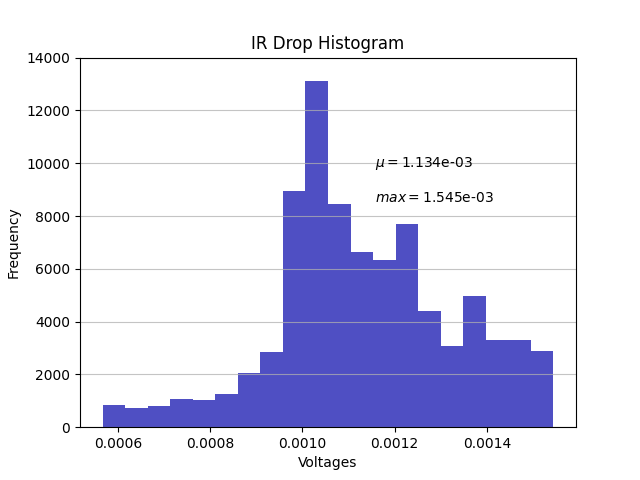 IR Drop Histogram
14000
12000
10000
8000
6000
4000
2000
0
Frequency
μ = 1.134e-03
max = 1.545e-03
0.0006 0.0008 0.0010 0.0012 0.0014
Voltages